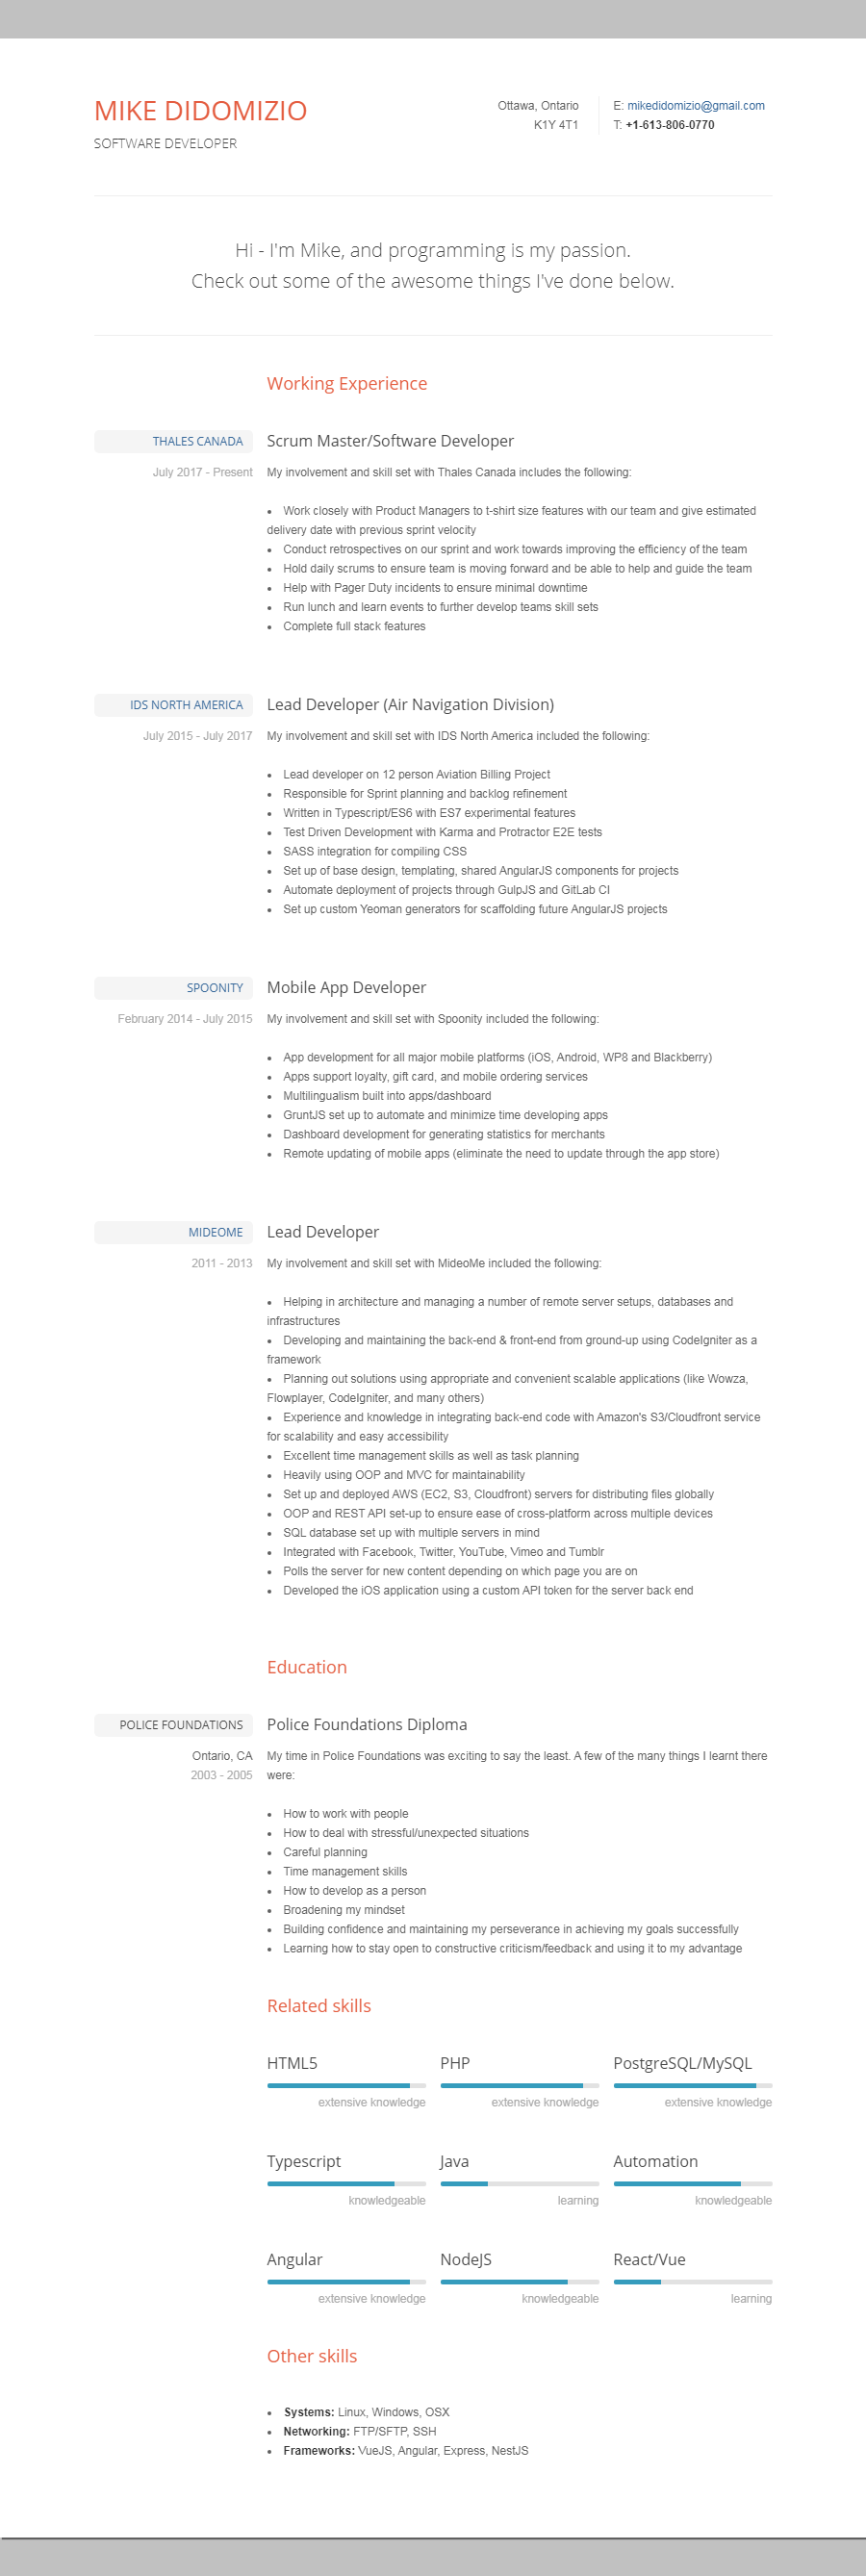 MIKE DIDOMIZIO
SOFTWARE DEVELOPER
Ottawa, Ontario
K1Y 4T1
E: mikedidomizio@gmail.com
T: +1-613-806-0770
Hi - I'm Mike, and programming is my passion.
Check out some of the awesome things I've done below.
Working Experience
THALES CANADA
July 2017 - Present
Scrum Master/Software Developer
My involvement and skill set with Thales Canada includes the following:
• Work closely with Product Managers to t-shirt size features with our team and give estimated
delivery date with previous sprint velocity
• Conduct retrospectives on our sprint and work towards improving the efficiency of the team
• Hold daily scrums to ensure team is moving forward and be able to help and guide the team
• Help with Pager Duty incidents to ensure minimal downtime
• Run lunch and learn events to further develop teams skill sets
• Complete full stack features
IDS NORTH AMERICA
July 2015 - July 2017
Lead Developer (Air Navigation Division)
My involvement and skill set with IDS North America included the following:
• Lead developer on 12 person Aviation Billing Project
• Responsible for Sprint planning and backlog refinement
• Written in Typescript/ES6 with ES7 experimental features
• Test Driven Development with Karma and Protractor E2E tests
• SASS integration for compiling CSS
• Set up of base design, templating, shared AngularJS components for projects
• Automate deployment of projects through GulpJS and GitLab CI
• Set up custom Yeoman generators for scaffolding future AngularJS projects
SPOONITY
February 2014 - July 2015
Mobile App Developer
My involvement and skill set with Spoonity included the following:
• App development for all major mobile platforms (iOS, Android, WP8 and Blackberry)
• Apps support loyalty, gift card, and mobile ordering services
• Multilingualism built into apps/dashboard
• GruntJS set up to automate and minimize time developing apps
• Dashboard development for generating statistics for merchants
• Remote updating of mobile apps (eliminate the need to update through the app store)
MIDEOME
2011 - 2013
Lead Developer
My involvement and skill set with MideoMe included the following:
• Helping in architecture and managing a number of remote server setups, databases and
infrastructures
• Developing and maintaining the back-end & front-end from ground-up using CodeIgniter as a
framework
• Planning out solutions using appropriate and convenient scalable applications (like Wowza,
Flowplayer, CodeIgniter, and many others)
• Experience and knowledge in integrating back-end code with Amazon's S3/Cloudfront service
for scalability and easy accessibility
• Excellent time management skills as well as task planning
• Heavily using OOP and MVC for maintainability
• Set up and deployed AWS (EC2, S3, Cloudfront) servers for distributing files globally
• OOP and REST API set-up to ensure ease of cross-platform across multiple devices
• SQL database set up with multiple servers in mind
• Integrated with Facebook, Twitter, YouTube, Vimeo and Tumblr
• Polls the server for new content depending on which page you are on
• Developed the iOS application using a custom API token for the server back end
Education
POLICE FOUNDATIONS
Ontario, CA
2003 - 2005
Police Foundations Diploma
My time in Police Foundations was exciting to say the least. A few of the many things I learnt there
were:
• How to work with people
• How to deal with stressful/unexpected situations
• Careful planning
• Time management skills
• How to develop as a person
• Broadening my mindset
• Building confidence and maintaining my perseverance in achieving my goals successfully
• Learning how to stay open to constructive criticism/feedback and using it to my advantage
Related skills
HTML5
extensive knowledge
PHP
extensive knowledge
PostgreSQL/MySQL
extensive knowledge
Typescript
knowledgeable
Java
learning
Automation
knowledgeable
Angular
extensive knowledge
NodeJS
knowledgeable
React/Vue
learning
Other skills
• Systems: Linux, Windows, OSX
• Networking: FTP/SFTP, SSH
• Frameworks: VueJS, Angular, Express, NestJS